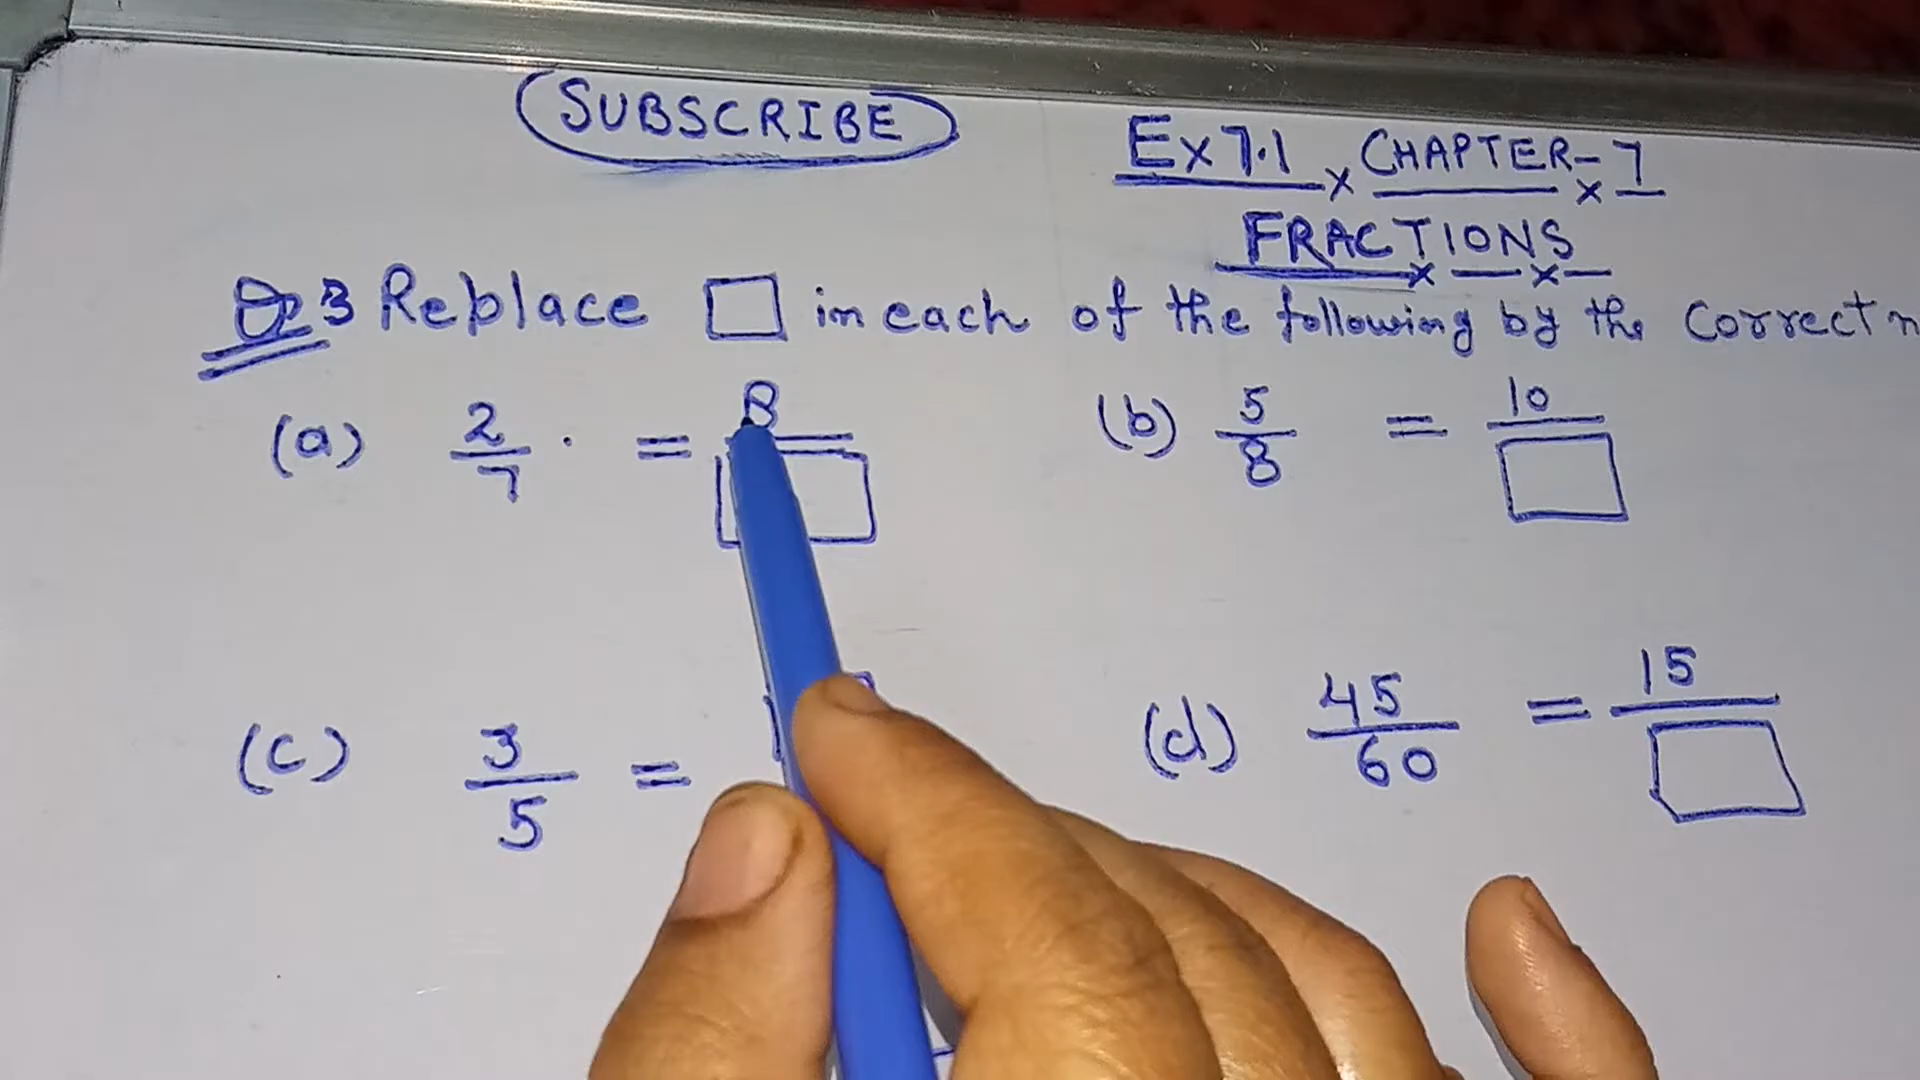 SUBSCRIBE
Ex 7.1 x CHAPTER-7
FRACTIONS
Q 3 Replace □ in each of the following by the correct n
(a) 2/7 . = 8/□ (b) 5/8 = 10/□
(c) 3/5 = (d) 45/60 = 15/□